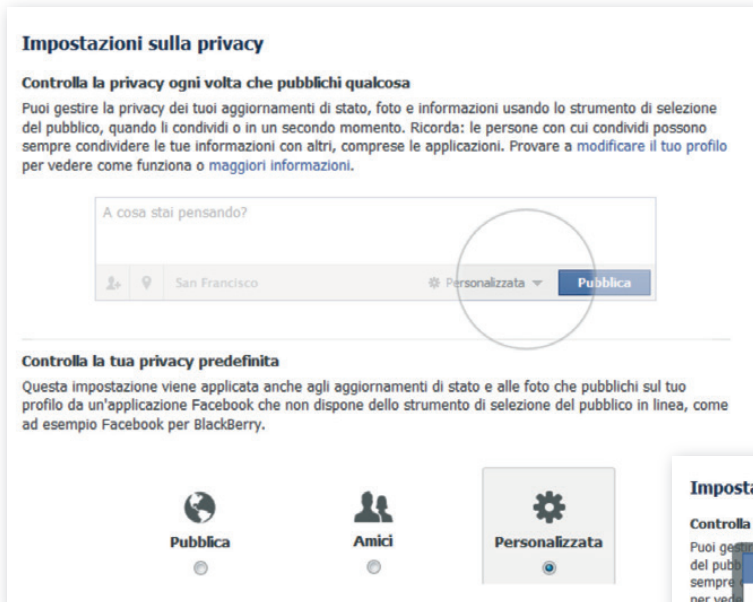 Impostazioni sulla privacy
Controlla la privacy ogni volta che pubblichi qualcosa
Puoi gestire la privacy dei tuoi aggiornamenti di stato, foto e informazioni usando lo strumento di selezione
del pubblico, quando li condividi o in un secondo momento. Ricorda: le persone con cui condividi possono
sempre condividere le tue informazioni con altri, comprese le applicazioni. Provare a modificare il tuo profilo
per vedere come funziona o maggiori informazioni.
A cosa stai pensando?
San Francisco Personalizzata Pubblica
Controlla la tua privacy predefinita
Questa impostazione viene applicata anche agli aggiornamenti di stato e alle foto che pubblichi sul tuo
profilo da un'applicazione Facebook che non dispone dello strumento di selezione del pubblico in linea, come
ad esempio Facebook per BlackBerry.
Pubblica Amici Personalizzata
Controlla
Puoi
del
sempre
per